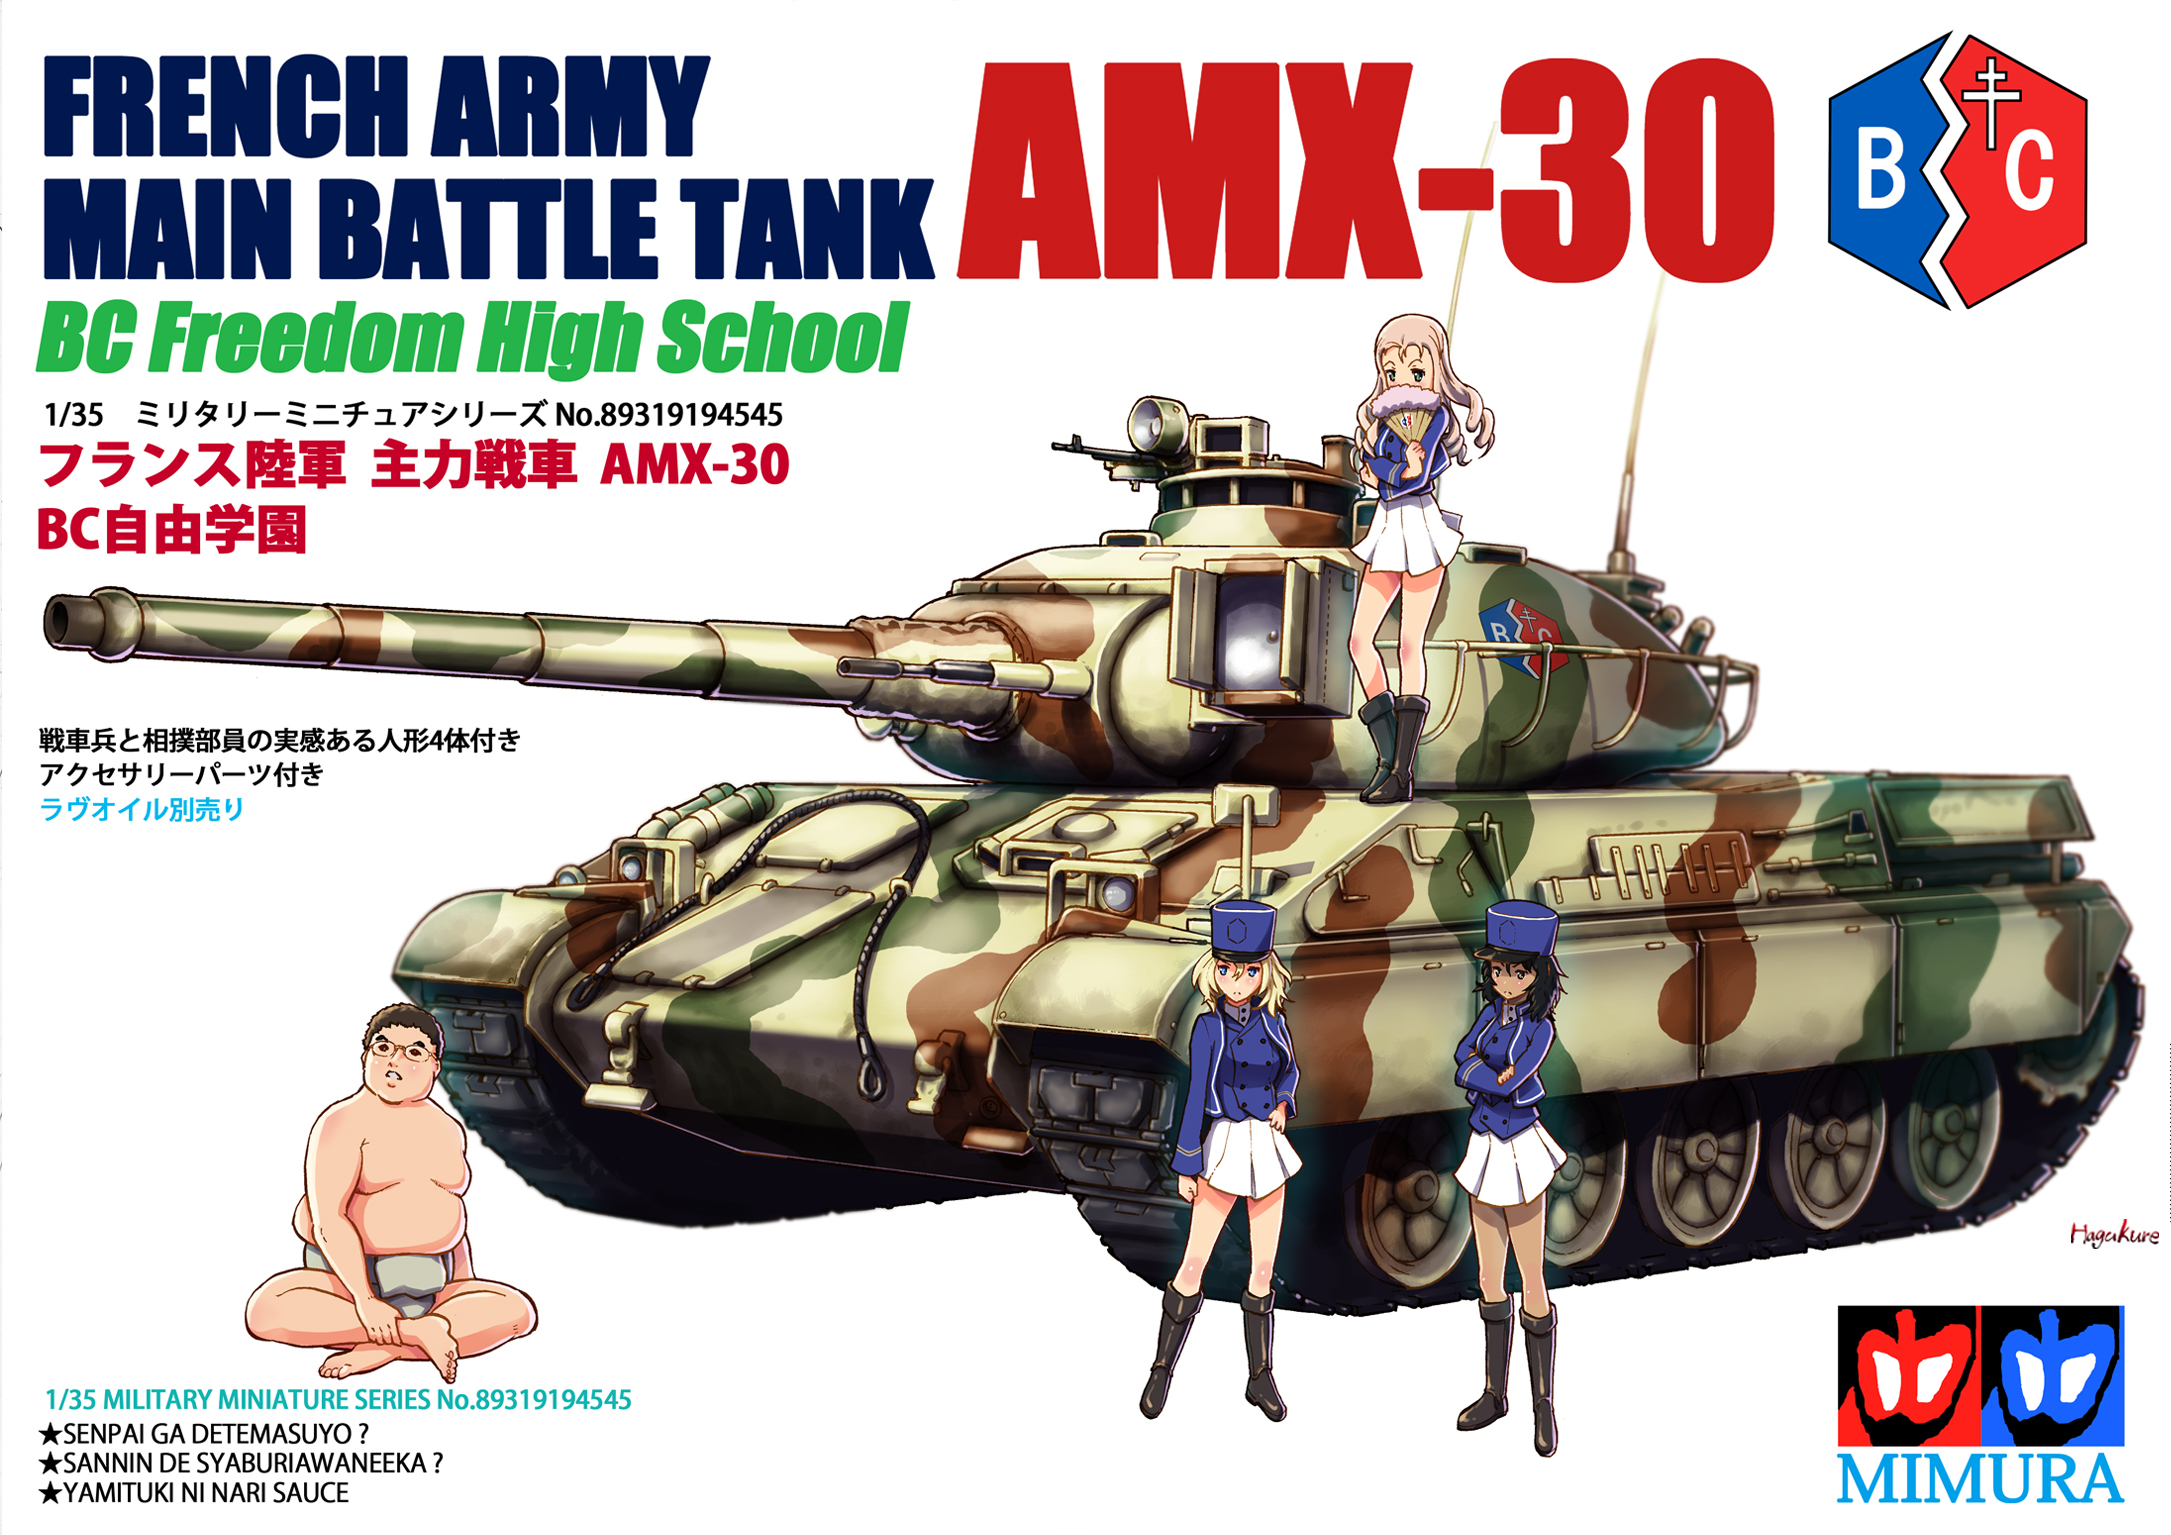 FRENCH ARMY
MAIN BATTLE TANK
AMX-30
B C
BC Freedom High School
1/35 ミリタリーミニチュアシリーズ No.89319194545
フランス陸軍 主力戦車 AMX-30
BC自由学園
B C
戦車兵と相撲部員の実感ある人形4体付き
アクセサリーパーツ付き
ラヴオイル別売り
Hagakure
1/35 MILITARY MINIATURE SERIES No.89319194545
★SENPAI GA DETEMASUYO ?
★SANNIN DE SYABURIAWANEEKA ?
★YAMITUKI NI NARI SAUCE
MIMURA